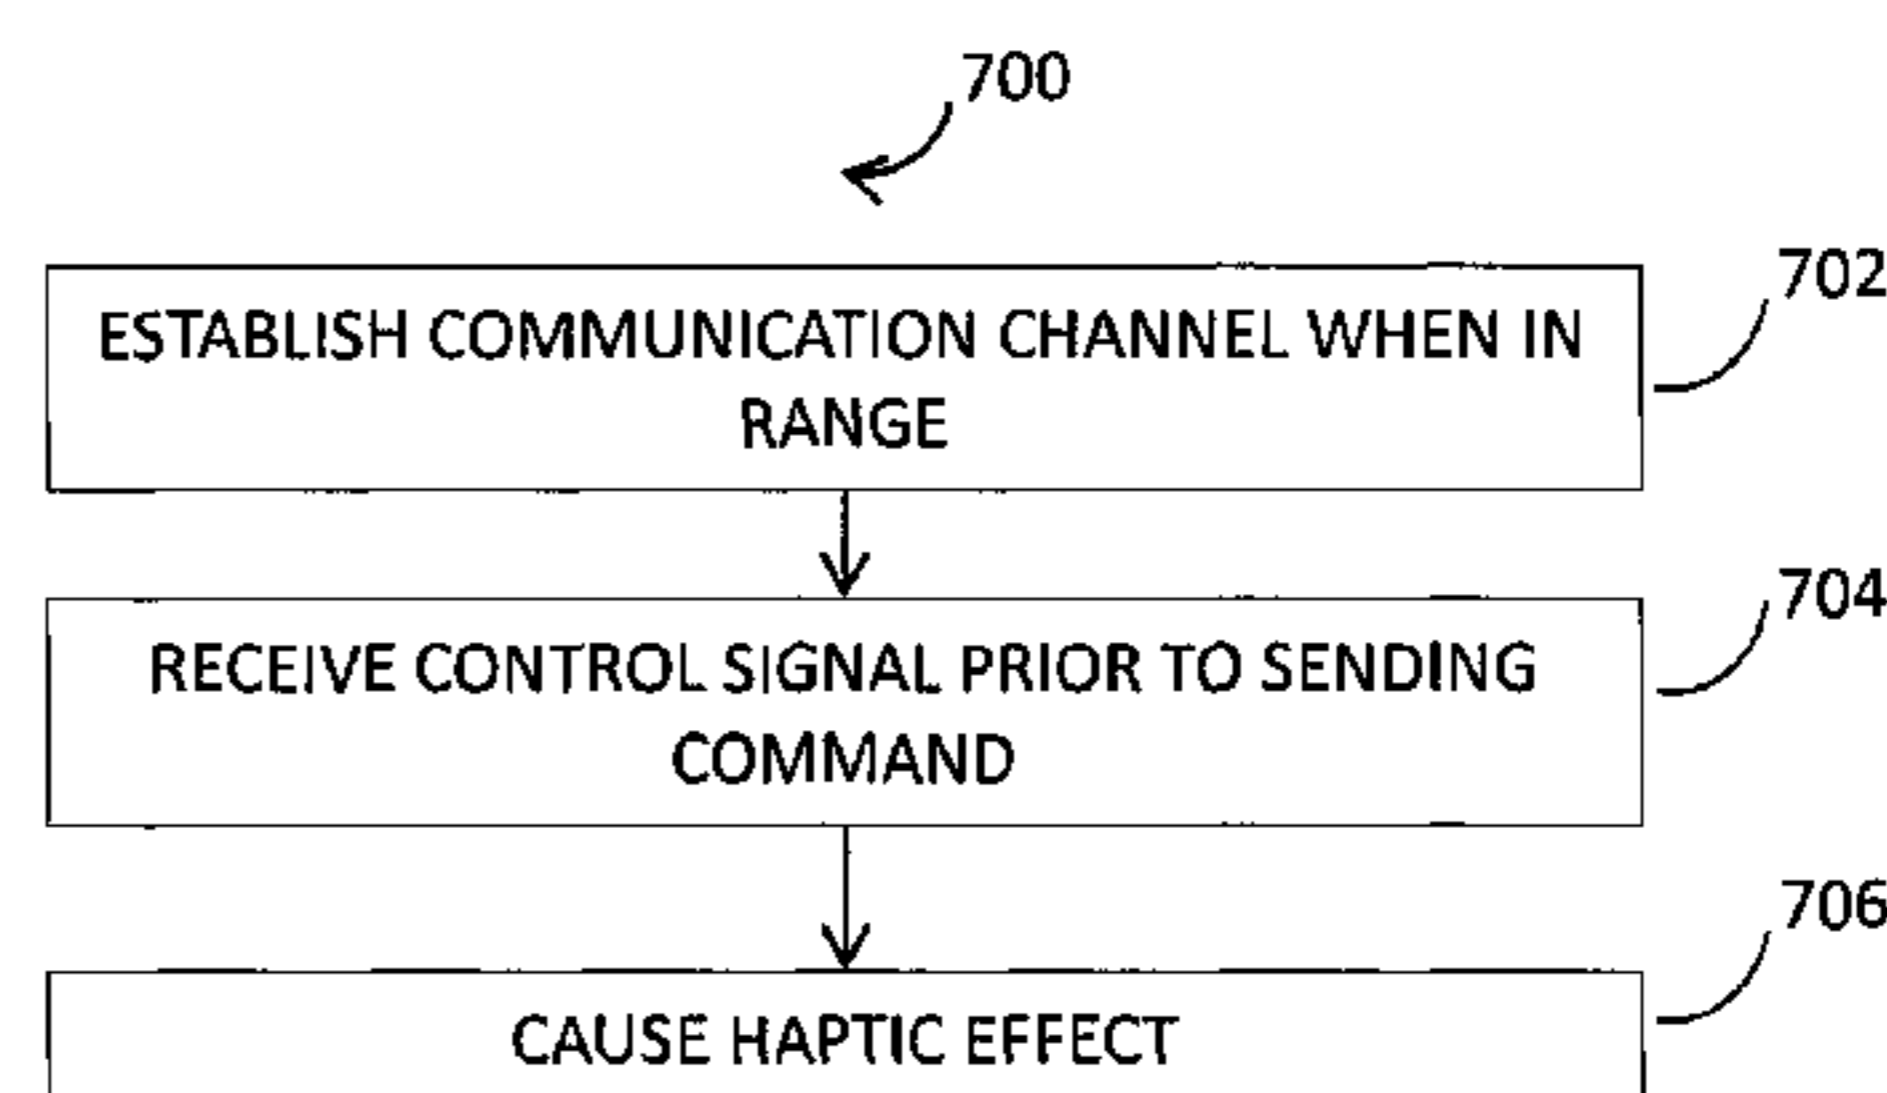 700
702
ESTABLISH COMMUNICATION CHANNEL WHEN IN
RANGE
704
RECEIVE CONTROL SIGNAL PRIOR TO SENDING
COMMAND
706
CAUSE HAPTIC EFFECT